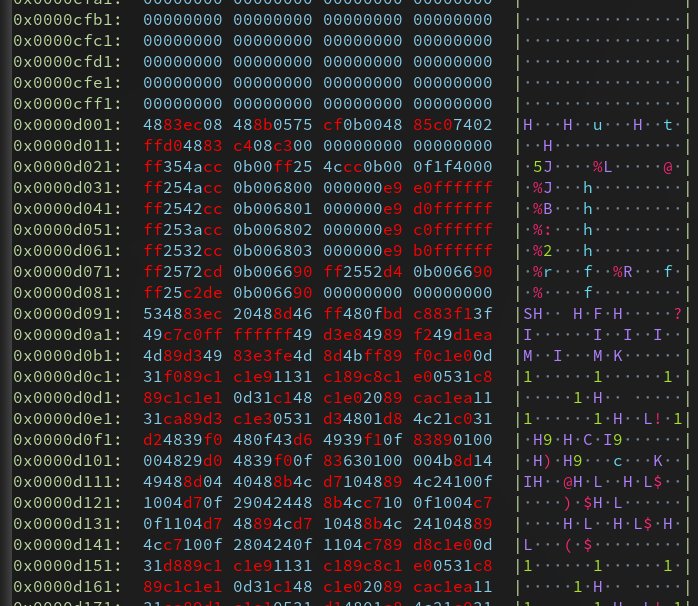 0x0000cfa1: 00000000 00000000 00000000 00000000 |················|
0x0000cfb1: 00000000 00000000 00000000 00000000 |················|
0x0000cfc1: 00000000 00000000 00000000 00000000 |················|
0x0000cfd1: 00000000 00000000 00000000 00000000 |················|
0x0000cfe1: 00000000 00000000 00000000 00000000 |················|
0x0000cff1: 00000000 00000000 00000000 00000000 |················|
0x0000d001: 4883ec08 488b0575 cf0b0048 85c07402 |H···H··u···H··t·|
0x0000d011: ffd04883 c408c300 00000000 00000000 |··H·············|
0x0000d021: ff354acc 0b00ff25 4ccc0b00 0f1f4000 |·5J····%L·····@·|
0x0000d031: ff254acc 0b006800 000000e9 e0ffffff |·%J···h·········|
0x0000d041: ff2542cc 0b006801 000000e9 d0ffffff |·%B···h·········|
0x0000d051: ff253acc 0b006802 000000e9 c0ffffff |·%:···h·········|
0x0000d061: ff2532cc 0b006803 000000e9 b0ffffff |·%2···h·········|
0x0000d071: ff2572cd 0b006690 ff2552d4 0b006690 |·%r···f··%R···f·|
0x0000d081: ff25c2de 0b006690 00000000 00000000 |·%····f·········|
0x0000d091: 534883ec 20488d46 ff480fbd c883f13f |SH·· H·F·H·····?|
0x0000d0a1: 49c7c0ff ffffff49 d3e84989 f249d1ea |I······I··I··I··|
0x0000d0b1: 4d89d349 83e3fe4d 8d4bff89 f0c1e00d |M··I···M·K······|
0x0000d0c1: 31f089c1 c1e91131 c189c8c1 e00531c8 |1······1······1·|
0x0000d0d1: 89c1c1e1 0d31c148 c1e02089 cac1ea11 |·····1·H·· ·····|
0x0000d0e1: 31ca89d3 c1e30531 d34801d8 4c21c031 |1······1·H··L!·1|
0x0000d0f1: d24839f0 480f43d6 4939f10f 83890100 |·H9·H·C·I9······|
0x0000d101: 004829d0 4839f00f 83630100 004b8d14 |·H)·H9···c···K··|
0x0000d111: 49488d04 40488b4c d7104889 4c24100f |IH··@H·L··H·L$··|
0x0000d121: 1004d70f 29042448 8b4cc710 0f1004c7 |····)·$H·L······|
0x0000d131: 0f1104d7 48894cd7 10488b4c 24104889 |····H·L··H·L$·H·|
0x0000d141: 4cc7100f 2804240f 1104c789 d8c1e00d |L···(·$·········|
0x0000d151: 31d889c1 c1e91131 c189c8c1 e00531c8 |1······1······1·|
0x0000d161: 89c1c1e1 0d31c148 c1e02089 cac1ea11 |·····1·H·· ·····|
0x0000d171: 31ca89d3 c1e30531 d34801c8 4c21c031